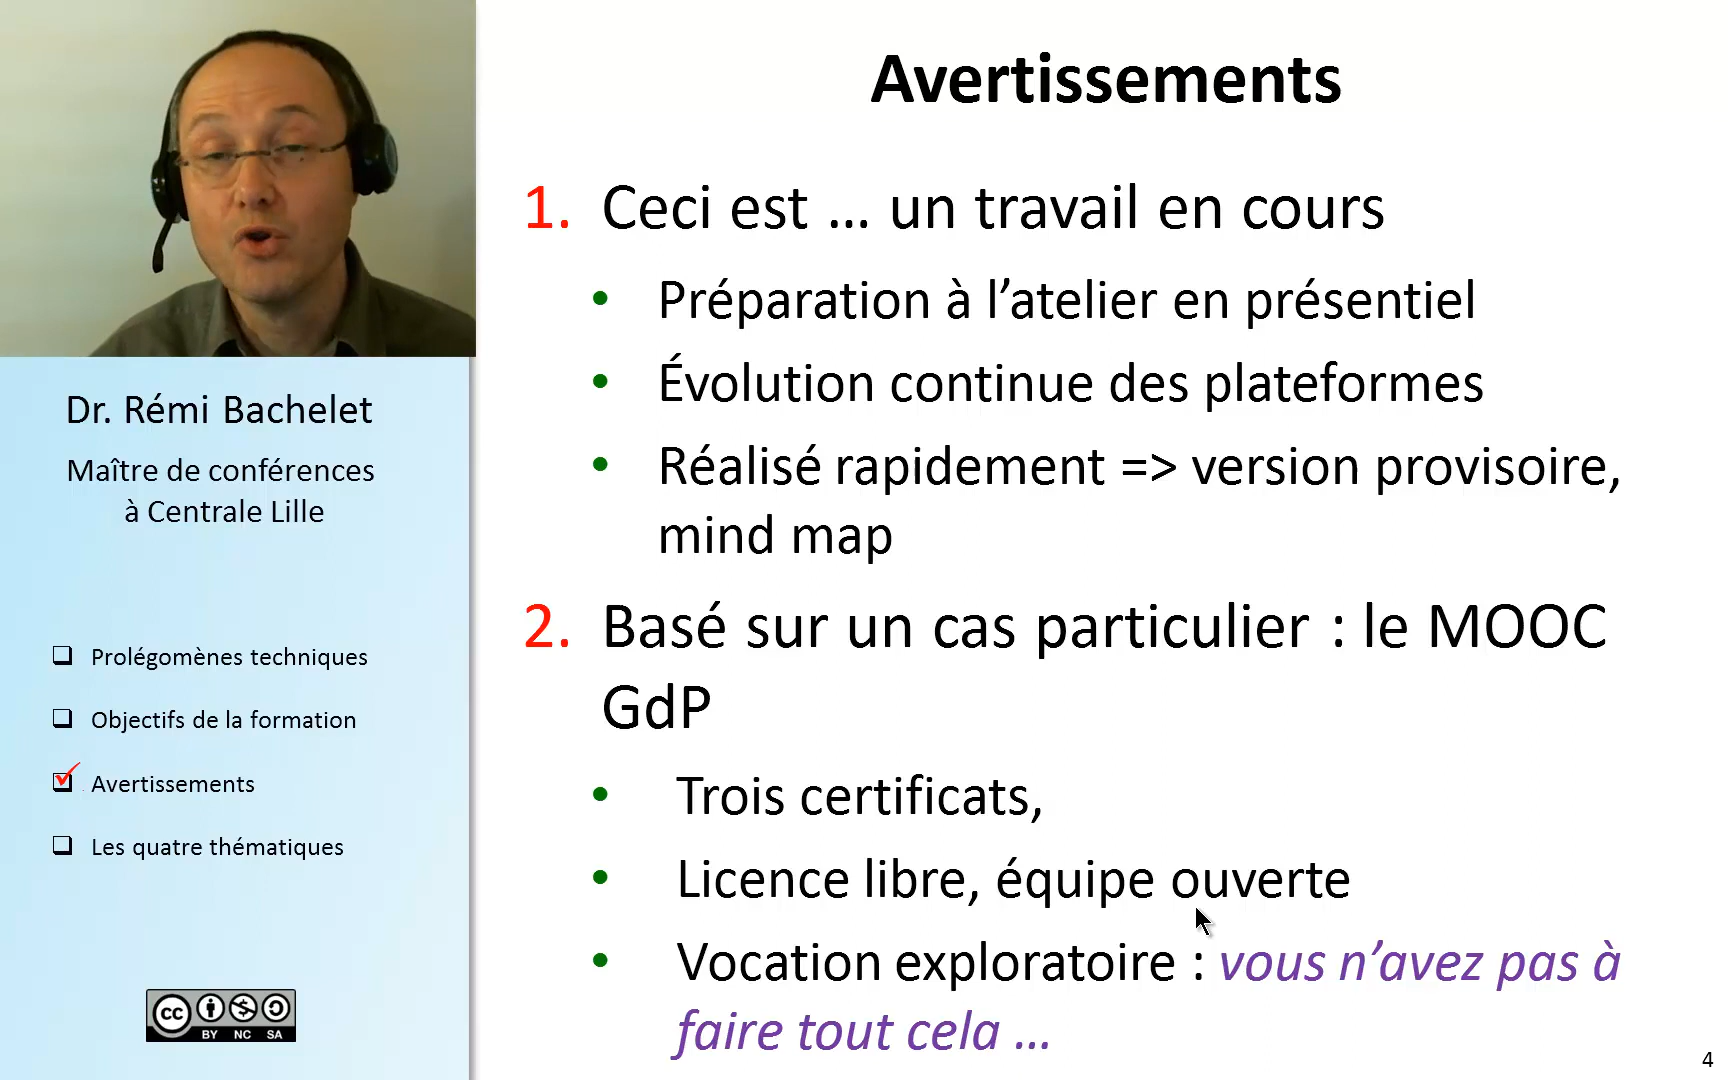 Avertissements
1. Ceci est ... un travail en cours
• Préparation à l’atelier en présentiel
• Évolution continue des plateformes
• Réalisé rapidement => version provisoire,
mind map
2. Basé sur un cas particulier : le MOOC
GdP
• Trois certificats,
• Licence libre, équipe ouverte
• Vocation exploratoire : vous n’avez pas à
faire tout cela ...
Dr. Rémi Bachelet
Maître de conférences
à Centrale Lille
Prolégomènes techniques
Objectifs de la formation
Avertissements
Les quatre thématiques
cc
BY NC SA
4